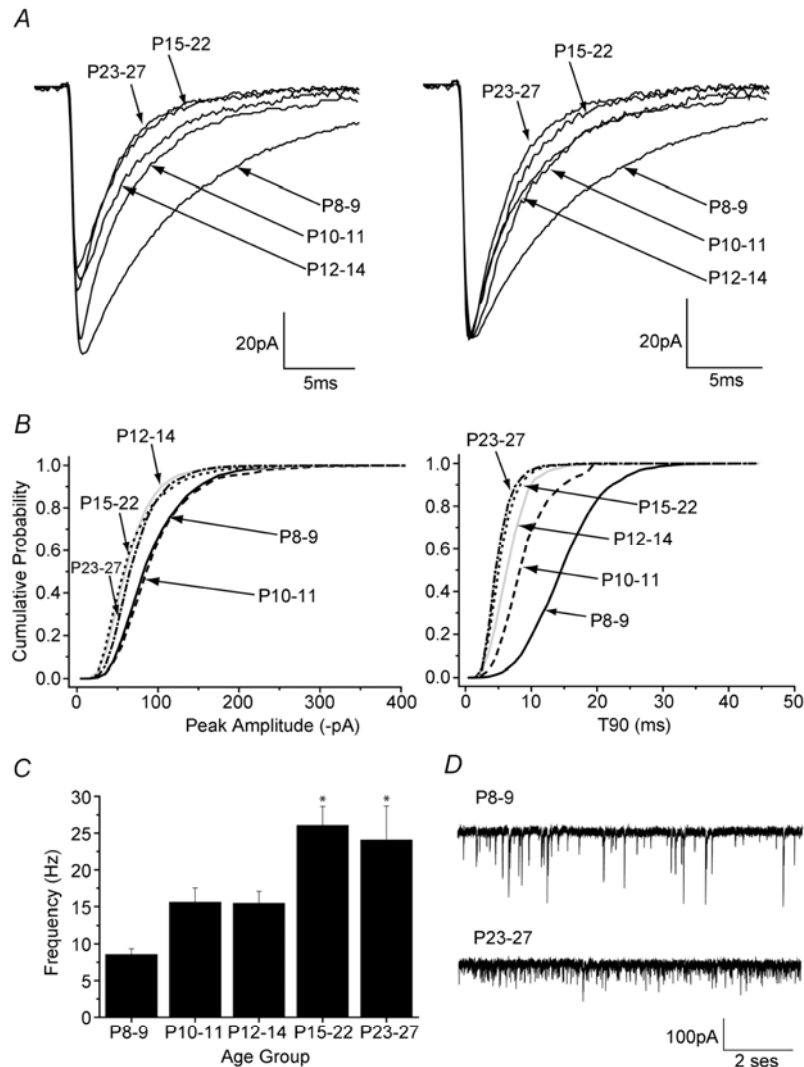 A
P15-22
P23-27
P8-9
P10-11
P12-14
20pA
5ms
P15-22
P23-27
P8-9
P10-11
P12-14
20pA
5ms
B
P12-14
P15-22
P23-27
P8-9
P10-11
Cumulative Probability
1.0
0.8
0.6
0.4
0.2
0.0
0 100 200 300 400
Peak Amplitude (-pA)
P23-27
P15-22
P12-14
P10-11
P8-9
1.0
0.8
0.6
0.4
0.2
0.0
0 10 20 30 40 50
T90 (ms)
C
Frequency (Hz)
30
25
20
15
10
5
0
* *
P8-9 P10-11 P12-14 P15-22 P23-27
Age Group
D
P8-9
P23-27
100pA
2 ses